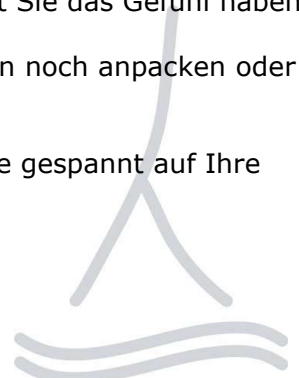 Sie das Gefühl haben
noch anpacken oder
gespannt auf Ihre